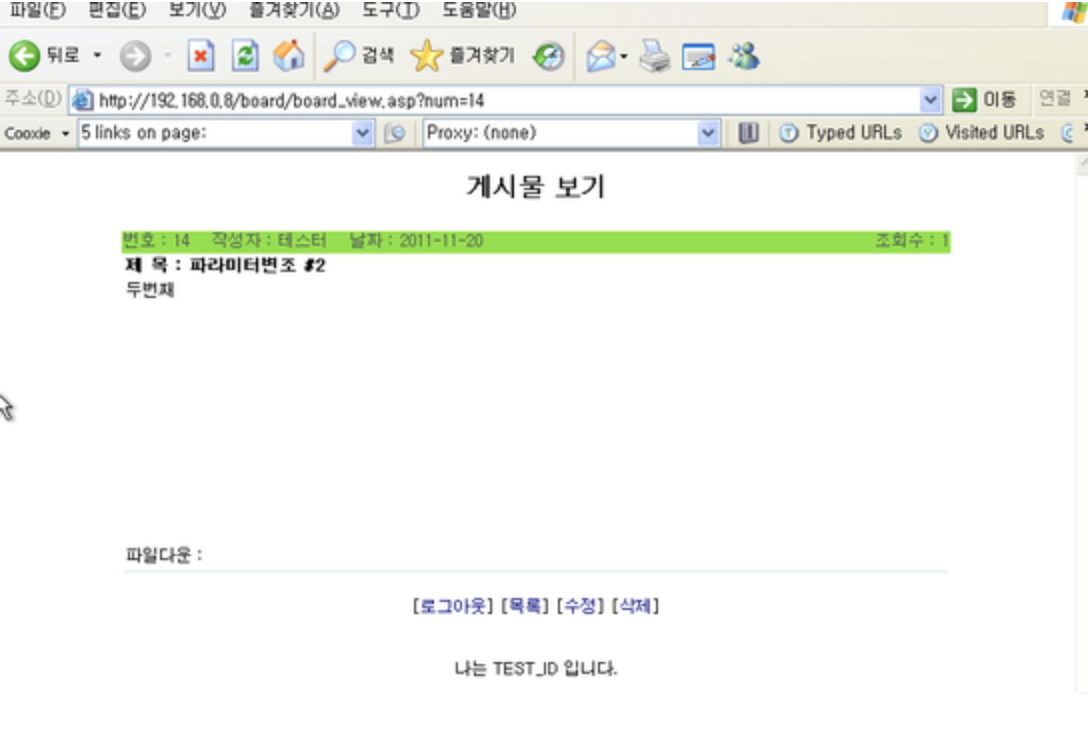 파일(F) 편집(E) 보기(V) 즐겨찾기(A) 도구(T) 도움말(H)
뒤로 검색 즐겨찾기
주소(D) http://192.168.0.8/board/board_view.asp?num=14 이동 연결
Cooxie 5 links on page: Proxy: (none) Typed URLs Visited URLs
게시물 보기
번호 : 14 작성자 : 테스터 날짜 : 2011-11-20 조회수 : 1
제 목 : 파라미터변조 #2
두번째
파일다운 :
[로그아웃] [목록] [수정] [삭제]
나는 TEST_ID 입니다.